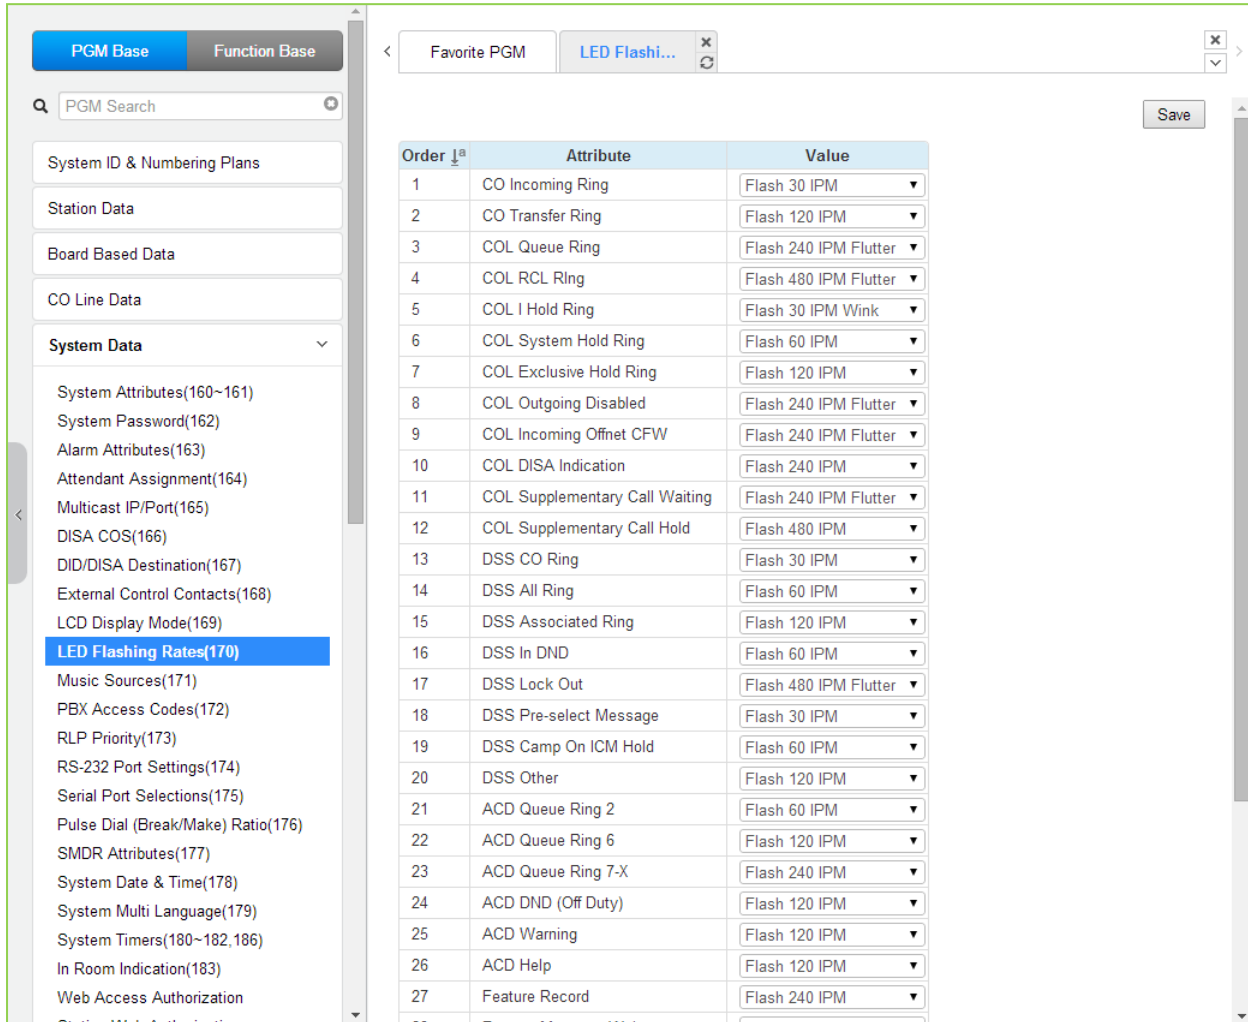 PGM Base Function Base
PGM Search
System ID & Numbering Plans
Station Data
Board Based Data
CO Line Data
System Data
System Attributes(160~161)
System Password(162)
Alarm Attributes(163)
Attendant Assignment(164)
Multicast IP/Port(165)
DISA COS(166)
DID/DISA Destination(167)
External Control Contacts(168)
LCD Display Mode(169)
LED Flashing Rates(170)
Music Sources(171)
PBX Access Codes(172)
RLP Priority(173)
RS-232 Port Settings(174)
Serial Port Selections(175)
Pulse Dial (Break/Make) Ratio(176)
SMDR Attributes(177)
System Date & Time(178)
System Multi Language(179)
System Timers(180~182,186)
In Room Indication(183)
Web Access Authorization
Favorite PGM LED Flashi...
Save
Order Attribute Value
1 CO Incoming Ring Flash 30 IPM
2 CO Transfer Ring Flash 120 IPM
3 COL Queue Ring Flash 240 IPM Flutter
4 COL RCL RIng Flash 480 IPM Flutter
5 COL I Hold Ring Flash 30 IPM Wink
6 COL System Hold Ring Flash 60 IPM
7 COL Exclusive Hold Ring Flash 120 IPM
8 COL Outgoing Disabled Flash 240 IPM Flutter
9 COL Incoming Offnet CFW Flash 240 IPM Flutter
10 COL DISA Indication Flash 240 IPM
11 COL Supplementary Call Waiting Flash 240 IPM Flutter
12 COL Supplementary Call Hold Flash 480 IPM
13 DSS CO Ring Flash 30 IPM
14 DSS All Ring Flash 60 IPM
15 DSS Associated Ring Flash 120 IPM
16 DSS In DND Flash 60 IPM
17 DSS Lock Out Flash 480 IPM Flutter
18 DSS Pre-select Message Flash 30 IPM
19 DSS Camp On ICM Hold Flash 60 IPM
20 DSS Other Flash 120 IPM
21 ACD Queue Ring 2 Flash 60 IPM
22 ACD Queue Ring 6 Flash 120 IPM
23 ACD Queue Ring 7-X Flash 240 IPM
24 ACD DND (Off Duty) Flash 120 IPM
25 ACD Warning Flash 120 IPM
26 ACD Help Flash 120 IPM
27 Feature Record Flash 240 IPM